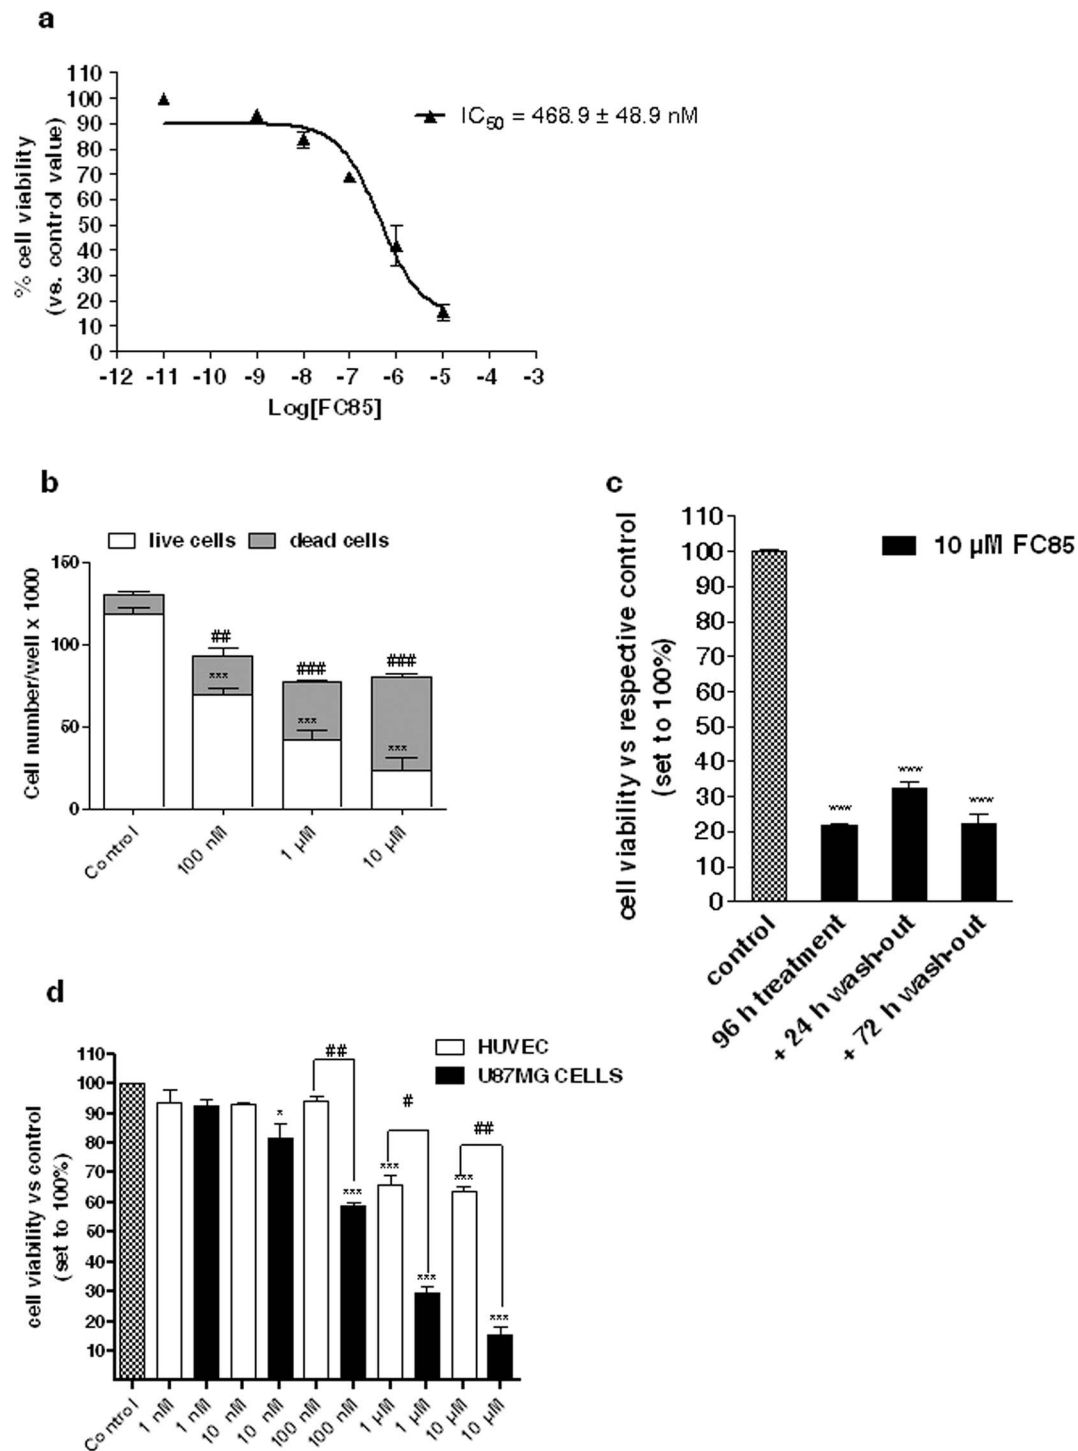 a
110
100
90
80
70
60
50
40
30
20
10
0
% cell viability
(vs. control value)
IC50 = 468.9 ± 48.9 nM
-12 -11 -10 -9 -8 -7 -6 -5 -4 -3
Log[FC85]
b
live cells dead cells
150
100
50
0
Cell number/well x 1000
##
###
###
***
***
***
Control 100 nM 1 µM 10 µM
c
110
100
90
80
70
60
50
40
30
20
10
0
cell viability vs respective control
(set to 100%)
10 µM FC85
***
***
***
control
96 h treatment
+ 24 h wash-out
+ 72 h wash-out
d
HUVEC
U87MG CELLS
110
100
90
80
70
60
50
40
30
20
10
cell viability vs control
(set to 100%)
##
#
##
*
***
***
***
***
***
Control 1 nM 1 nM 10 nM 10 nM 100 nM 100 nM 1 µM 1 µM 10 µM 10 µM